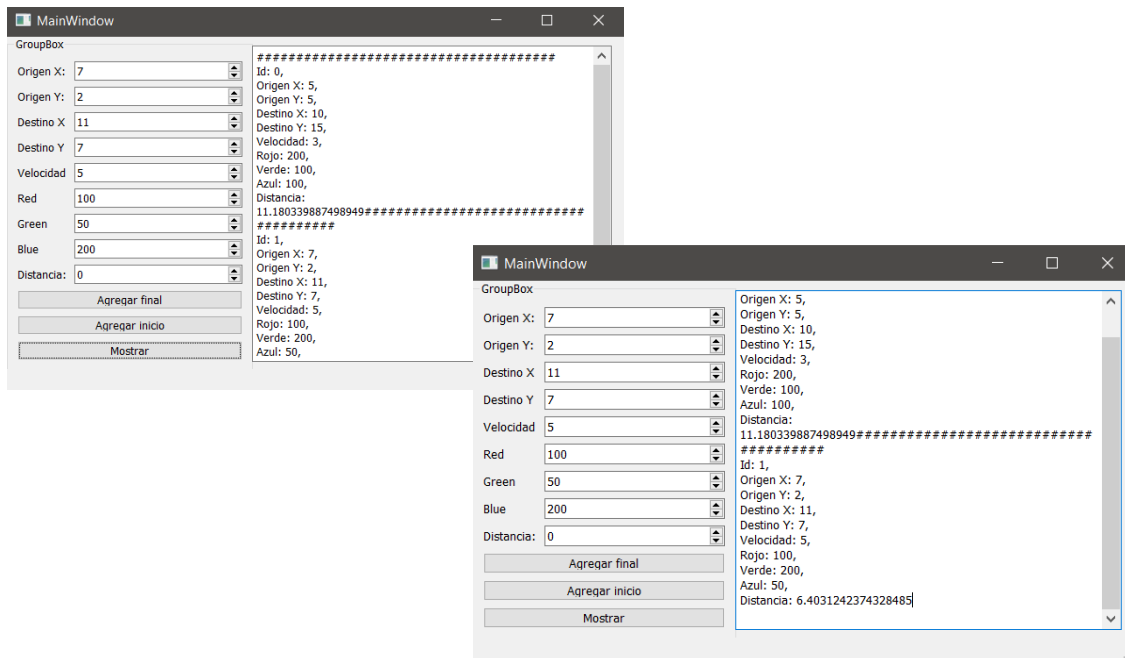 MainWindow
GroupBox
Origen X: 7
Origen Y: 2
Destino X 11
Destino Y 7
Velocidad 5
Red 100
Green 50
Blue 200
Distancia: 0
Agregar final
Agregar inicio
Mostrar
######################################
Id: 0,
Origen X: 5,
Origen Y: 5,
Destino X: 10,
Destino Y: 15,
Velocidad: 3,
Rojo: 200,
Verde: 100,
Azul: 100,
Distancia:
11.180339887498949############################
##########
Id: 1,
Origen X: 7,
Origen Y: 2,
Destino X: 11,
Destino Y: 7,
Velocidad: 5,
Rojo: 100,
Verde: 200,
Azul: 50,
MainWindow
GroupBox
Origen X: 7
Origen Y: 2
Destino X 11
Destino Y 7
Velocidad 5
Red 100
Green 50
Blue 200
Distancia: 0
Agregar final
Agregar inicio
Mostrar
Origen X: 5,
Origen Y: 5,
Destino X: 10,
Destino Y: 15,
Velocidad: 3,
Rojo: 200,
Verde: 100,
Azul: 100,
Distancia:
11.180339887498949############################
##########
Id: 1,
Origen X: 7,
Origen Y: 2,
Destino X: 11,
Destino Y: 7,
Velocidad: 5,
Rojo: 100,
Verde: 200,
Azul: 50,
Distancia: 6.4031242374328485